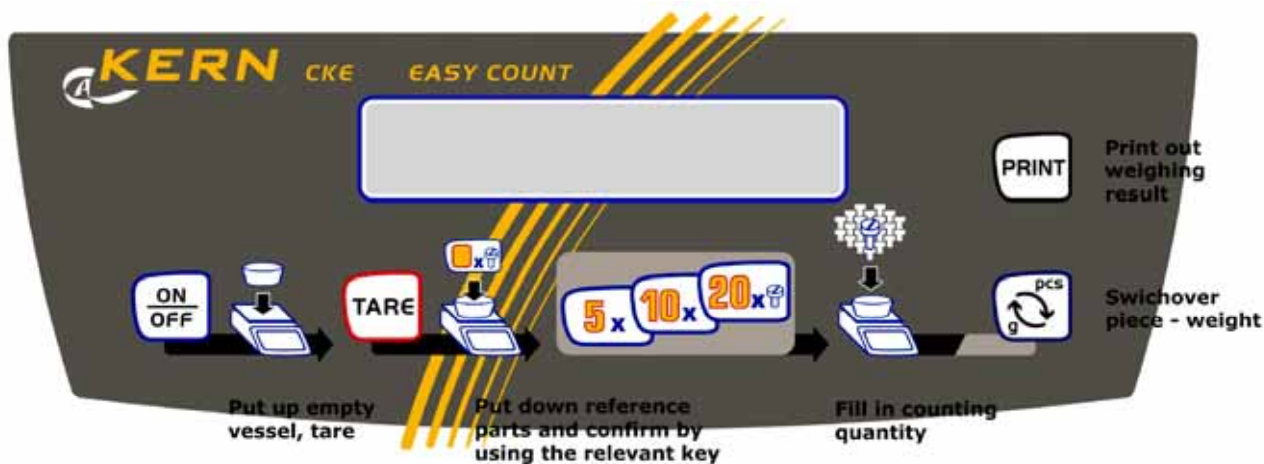 KERN CKE EASY COUNT
PRINT
Print out
weighing
result
ON
OFF
TARE
0x
5x
10x
20x
pcs
g
Swichover
piece - weight
Put up empty
vessel, tare
Put down reference
parts and confirm by
using the relevant key
Fill in counting
quantity